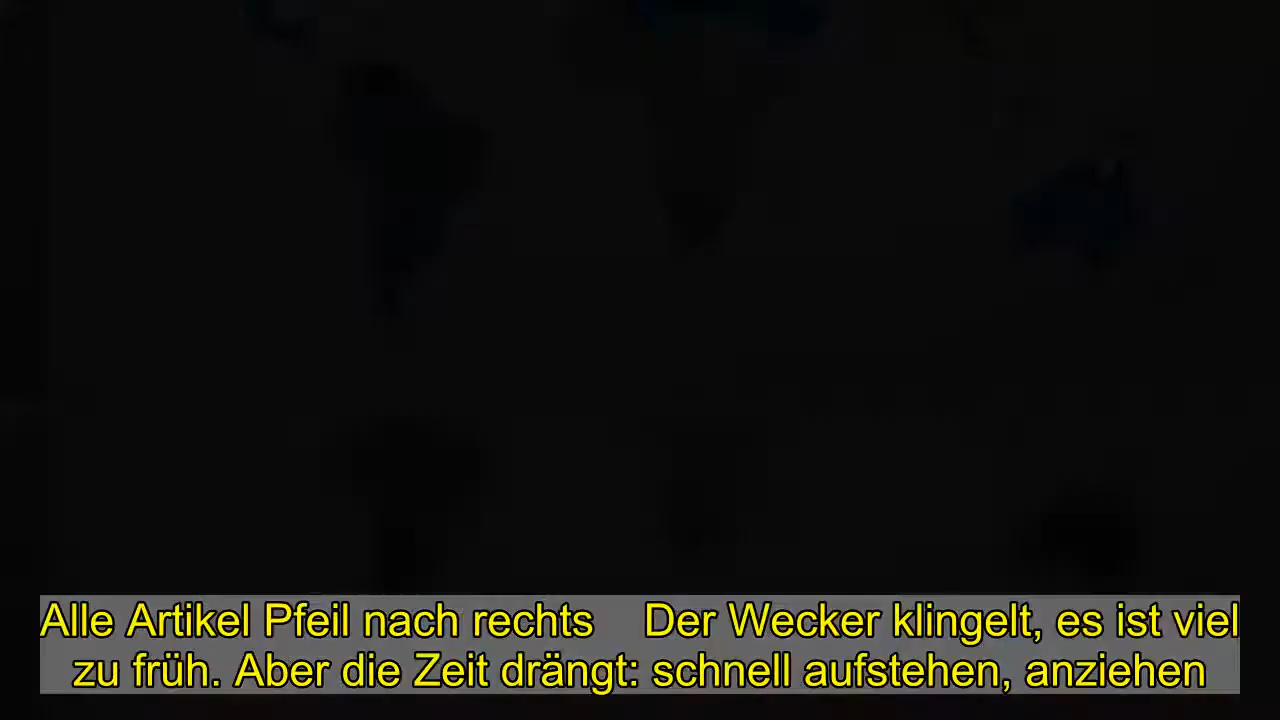 Alle Artikel Pfeil nach rechts    Der Wecker klingelt, es ist viel
zu früh. Aber die Zeit drängt: schnell aufstehen, anziehen